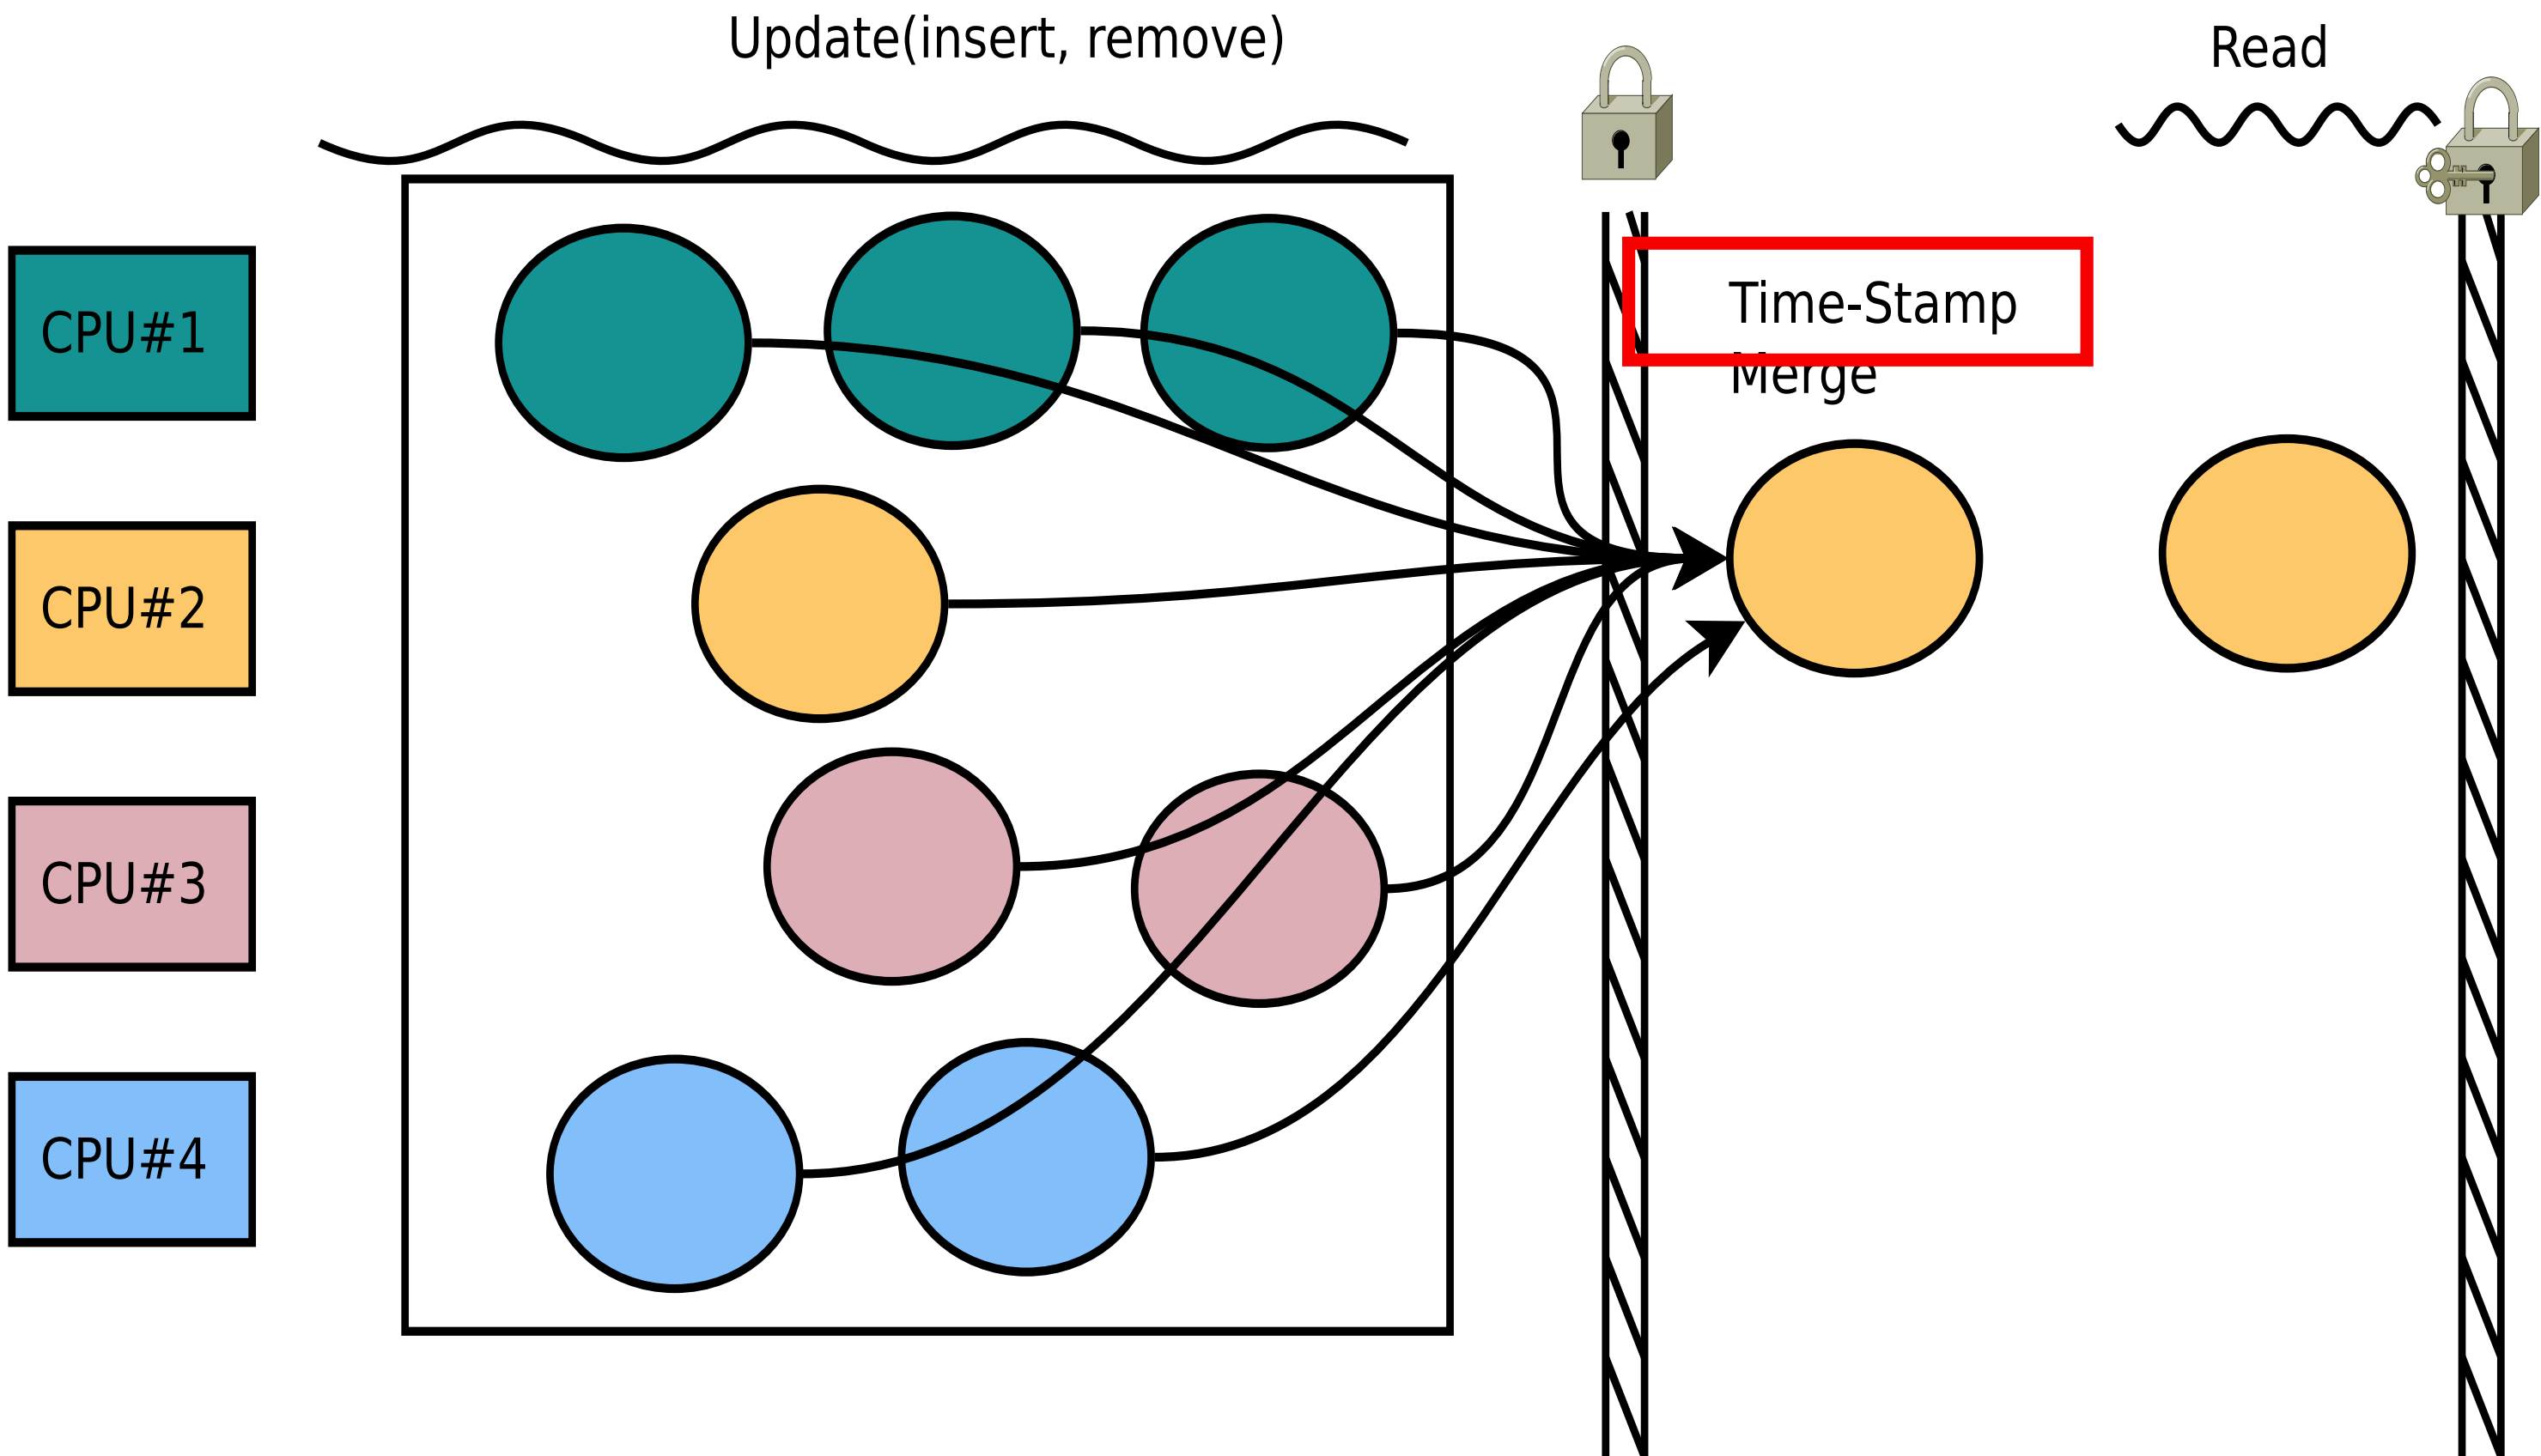 Update(insert, remove)
Read
Time-Stamp
Merge
CPU#1
CPU#2
CPU#3
CPU#4